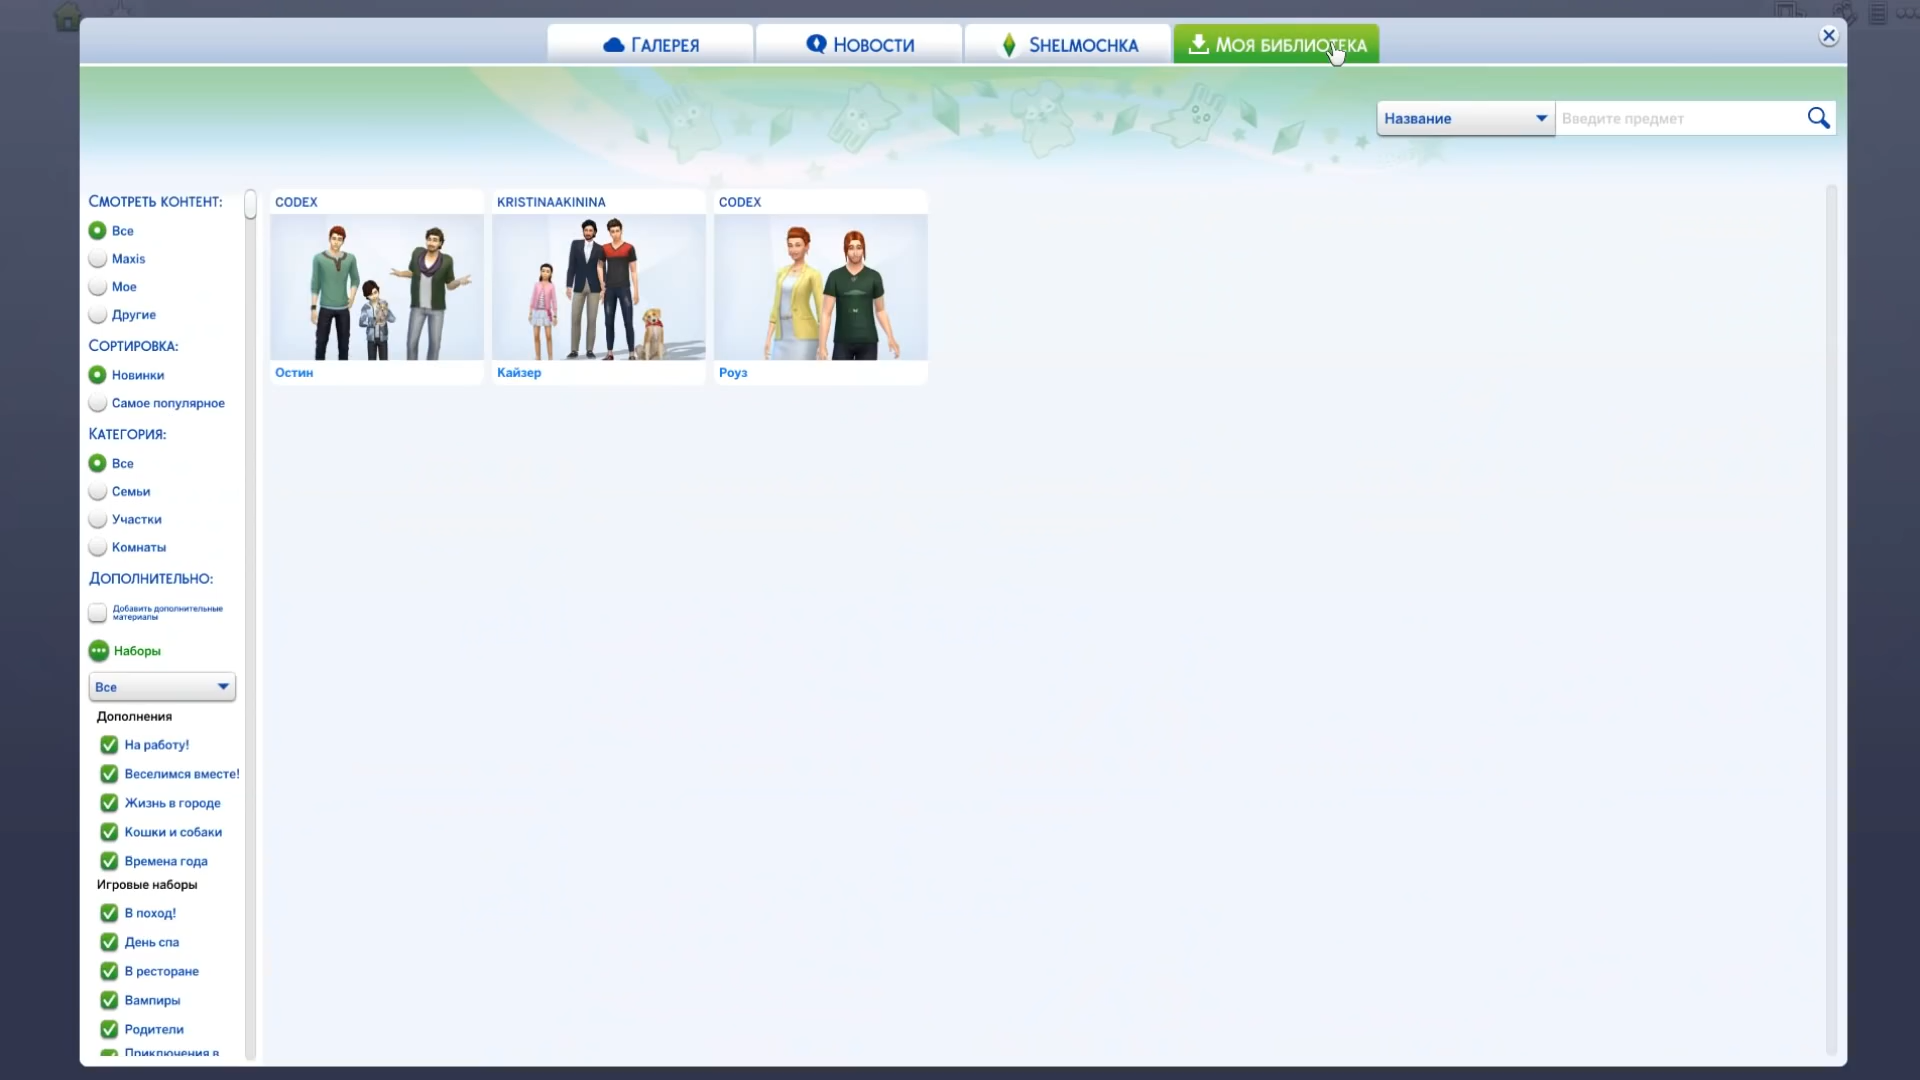 ГАЛЕРЕЯ
НОВОСТИ
SHELMOCHKA
МОЯ БИБЛИОТЕКА
Название
Введите предмет
СМОТРЕТЬ КОНТЕНТ:
Все
Maxis
Мое
Другие
СОРТИРОВКА:
Новинки
Самое популярное
КАТЕГОРИЯ:
Все
Семьи
Участки
Комнаты
ДОПОЛНИТЕЛЬНО:
Добавить дополнительные
материалы
Наборы
Все
Дополнения
На работу!
Веселимся вместе!
Жизнь в городе
Кошки и собаки
Времена года
Игровые наборы
В поход!
День спа
В ресторане
Вампиры
Родители
Приключения в
CODEX
Остин
KRISTINAAKININA
Кайзер
CODEX
Роуз